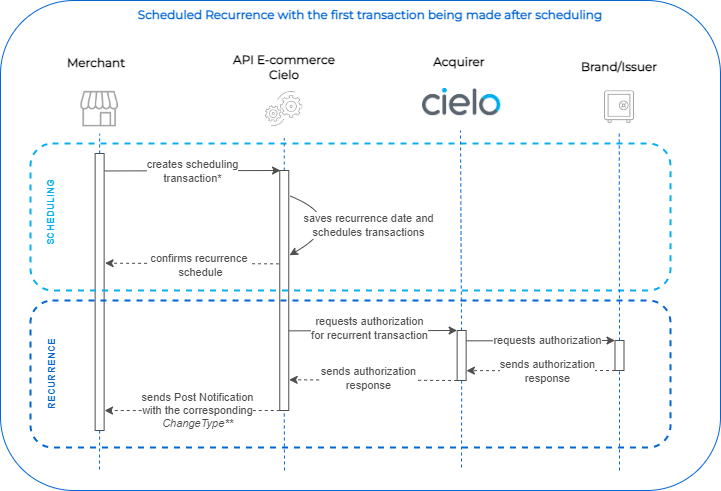 Scheduled Recurrence with the first transaction being made after scheduling
Merchant
API E-commerce
Cielo
Acquirer
Brand/Issuer
cielo
SCHEDULING
creates scheduling
transaction*
saves recurrence date and
schedules transactions
confirms recurrence
schedule
RECURRENCE
requests authorization
for recurrent transaction
requests authorization
sends authorization
response
sends authorization
response
sends Post Notification
with the corresponding
ChangeType**